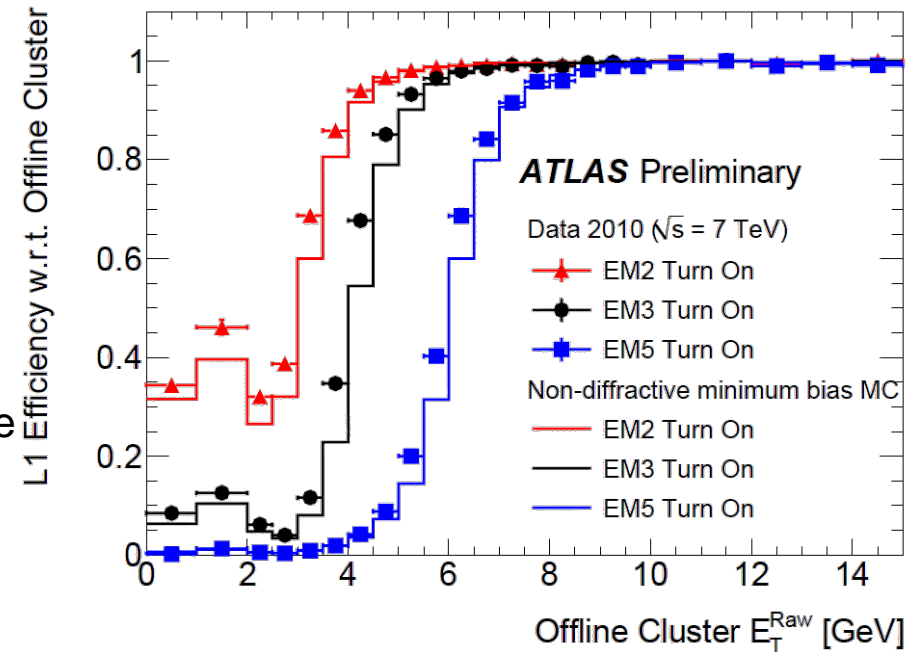 L1 Efficiency w.r.t. Offline Cluster
e
1
0.8
0.6
0.4
0.2
0
ATLAS Preliminary
Data 2010 (√s = 7 TeV)
EM2 Turn On
EM3 Turn On
EM5 Turn On
Non-diffractive minimum bias MC
EM2 Turn On
EM3 Turn On
EM5 Turn On
0 2 4 6 8 10 12 14
Offline Cluster E_T^Raw [GeV]